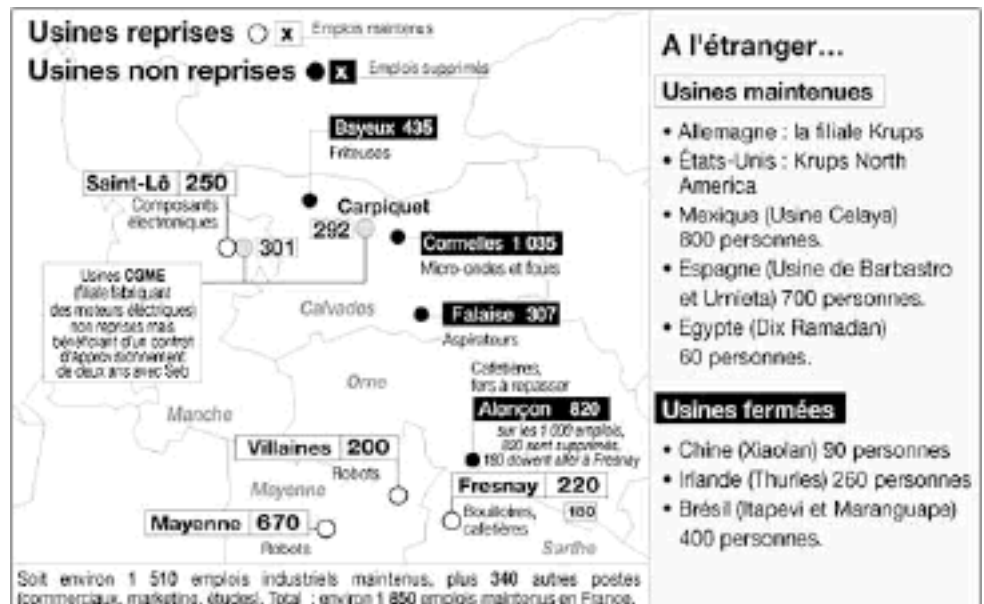 Usines reprises x Emplois maintenus
Usines non reprises x Emplois supprimés
Bayeux 435
Friteuses
Saint-Lô 250
Composants
électroniques
301
Carpiquet
292
Cormelles 1 035
Micro-ondes et fours
Usines CGME
(filiale fabriquant
des moteurs électriques)
non reprises mais
bénéficiant d'un contrat
d'approvisionnement
de deux ans avec Seb
Calvados
Falaise 307
Aspirateurs
Cafetières,
fers à repasser
Alençon 820
sur les 1 000 emplois,
820 sont supprimés,
180 doivent aller à Fresnay
Orne
Manche
Villaines 200
Robots
Mayenne
Fresnay 220
Bouilloires,
cafetières
180
Mayenne 670
Robots
Sarthe
Soit environ 1 510 emplois industriels maintenus, plus 340 autres postes
(commerciaux, marketing, études). Total : environ 1 850 emplois maintenus en France.
A l'étranger...
Usines maintenues
• Allemagne : la filiale Krups
• États-Unis : Krups North
America
• Mexique (Usine Celaya)
800 personnes.
• Espagne (Usine de Barbastro
et Urnieta) 700 personnes.
• Egypte (Dix Ramadan)
60 personnes.
Usines fermées
• Chine (Xiaolan) 90 personnes
• Irlande (Thurles) 260 personnes
• Brésil (Itapevi et Maranguape)
400 personnes.